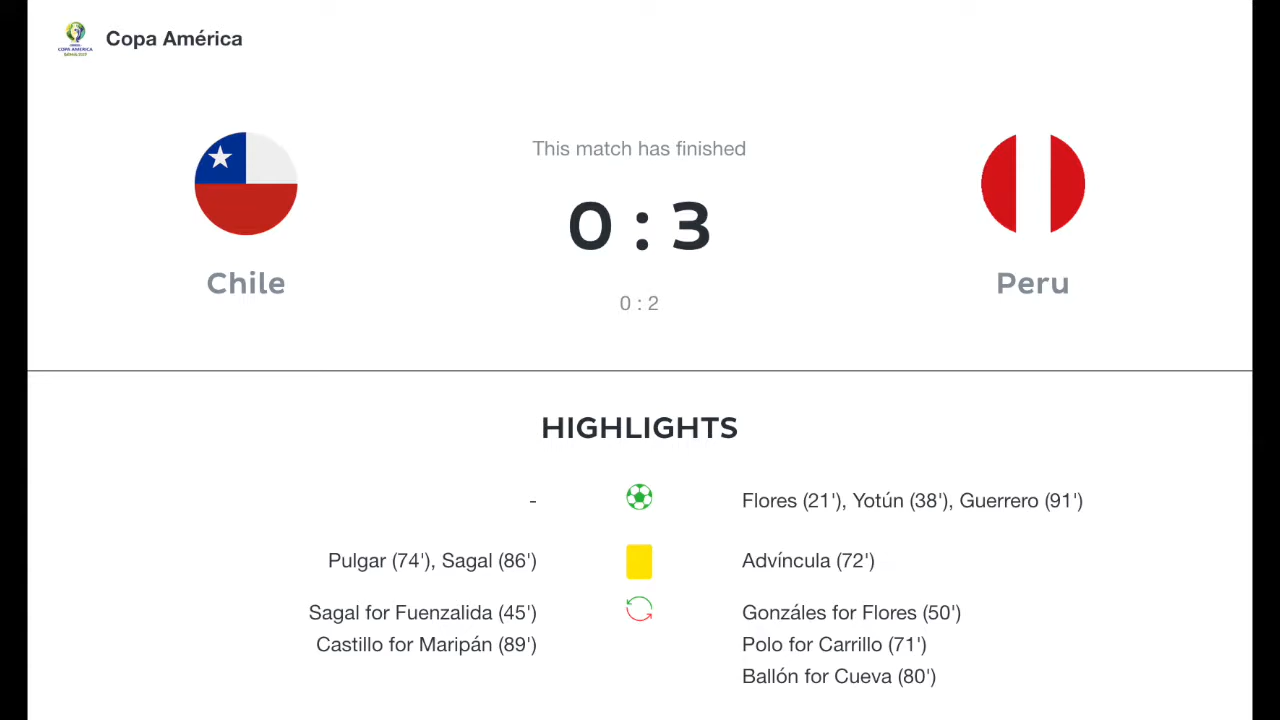 Copa América
This match has finished
0 : 3
Chile
Peru
0 : 2
HIGHLIGHTS
- Flores (21'), Yotún (38'), Guerrero (91')
Pulgar (74'), Sagal (86') Advíncula (72')
Sagal for Fuenzalida (45') Gonzáles for Flores (50')
Castillo for Maripán (89') Polo for Carrillo (71')
Ballón for Cueva (80')